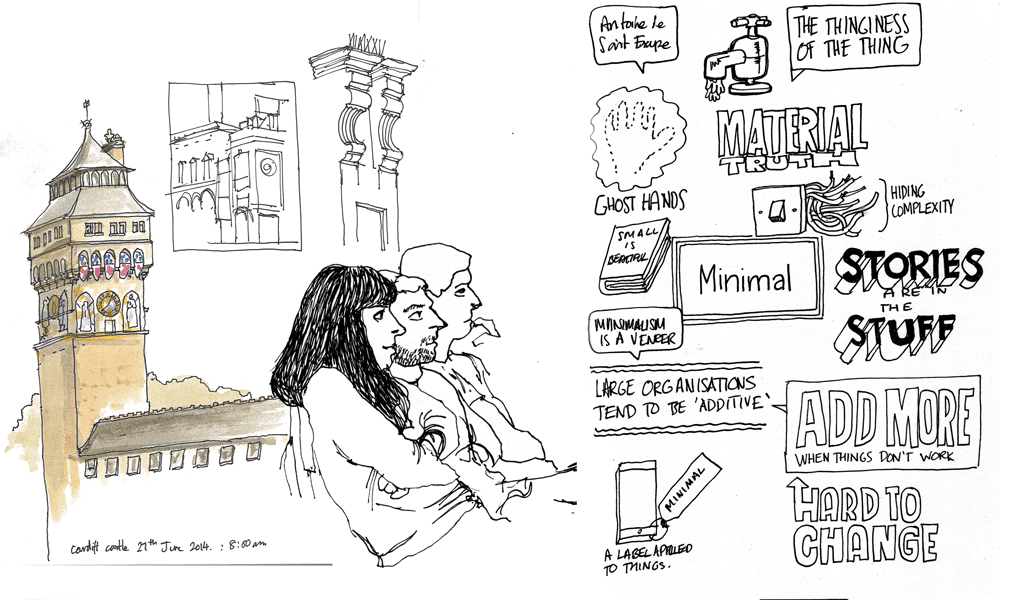 Antoine le
Saint Exupe
THE THINGINESS
OF THE THING
MATERIAL
TRUTH
GHOST HANDS
HIDING
COMPLEXITY
SMALL
IS
BEAUTIFUL
Minimal
STORIES
ARE IN
THE
STUFF
MINIMALISM
IS A VENEER
LARGE ORGANISATIONS
TEND TO BE 'ADDITIVE'
ADD MORE
WHEN THINGS DON'T WORK
HARD TO
CHANGE
MINIMAL
A LABEL APPLIED
TO THINGS.
Cardiff castle 27th June 2014. : 8:50am